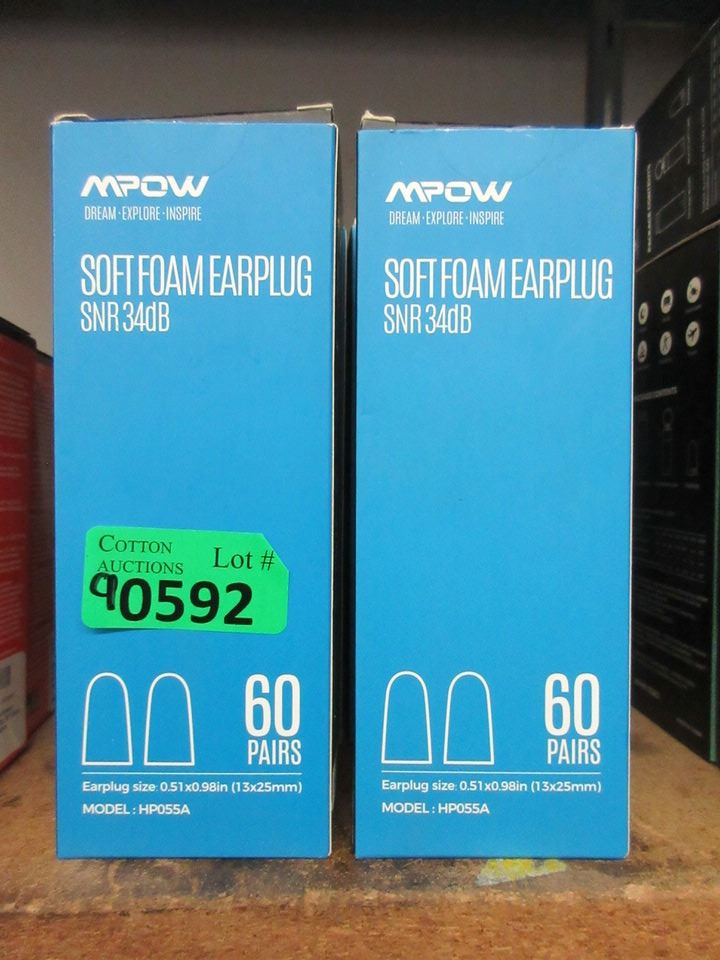 MPOW
DREAM · EXPLORE · INSPIRE
SOFT FOAM EARPLUG
SNR 34dB
COTTON AUCTIONS Lot #
90592
60
PAIRS
Earplug size: 0.51x0.98in (13x25mm)
MODEL : HP055A
MPOW
DREAM · EXPLORE · INSPIRE
SOFT FOAM EARPLUG
SNR 34dB
60
PAIRS
Earplug size: 0.51x0.98in (13x25mm)
MODEL : HP055A